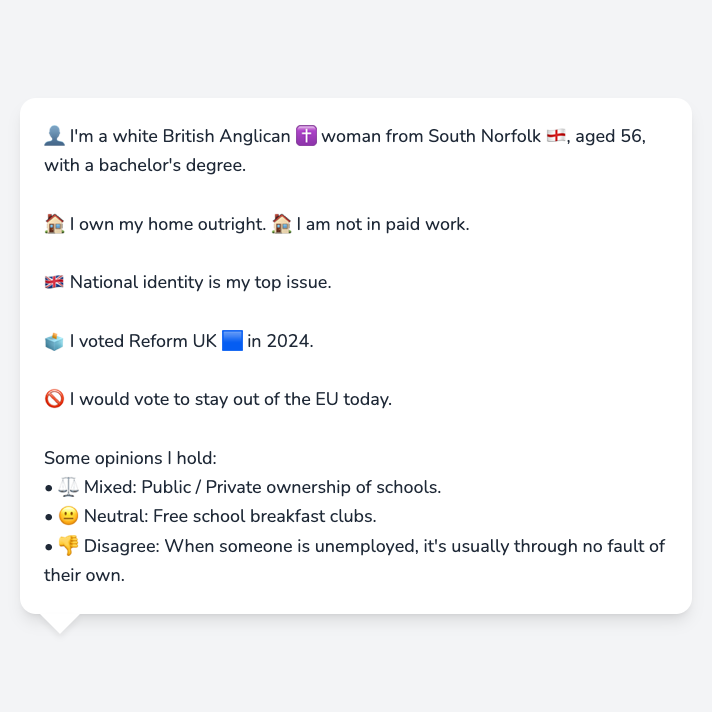 👤 I'm a white British Anglican ✝️ woman from South Norfolk 🏴󠁧󠁢󠁥󠁮󠁧󠁿, aged 56,
with a bachelor's degree.
🏠 I own my home outright. 🏠 I am not in paid work.
🇬🇧 National identity is my top issue.
🗳️ I voted Reform UK 🟦 in 2024.
🚫 I would vote to stay out of the EU today.
Some opinions I hold:
• ⚖️ Mixed: Public / Private ownership of schools.
• 😐 Neutral: Free school breakfast clubs.
• 👎 Disagree: When someone is unemployed, it's usually through no fault of
their own.